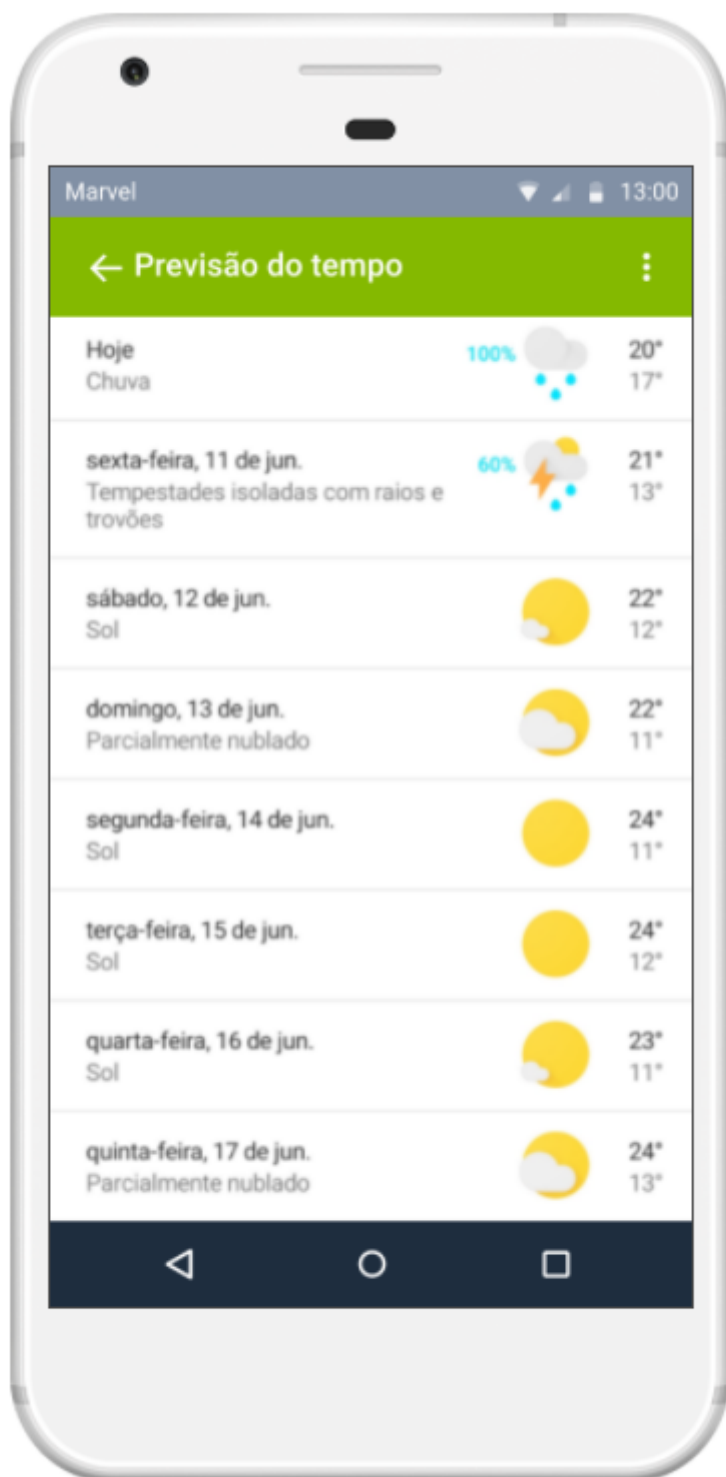 Marvel 13:00
Previsão do tempo
Hoje 100% 20°
Chuva 17°
sexta-feira, 11 de jun. 60% 21°
Tempestades isoladas com raios e 13°
trovões
sábado, 12 de jun. 22°
Sol 12°
domingo, 13 de jun. 22°
Parcialmente nublado 11°
segunda-feira, 14 de jun. 24°
Sol 11°
terça-feira, 15 de jun. 24°
Sol 12°
quarta-feira, 16 de jun. 23°
Sol 11°
quinta-feira, 17 de jun. 24°
Parcialmente nublado 13°